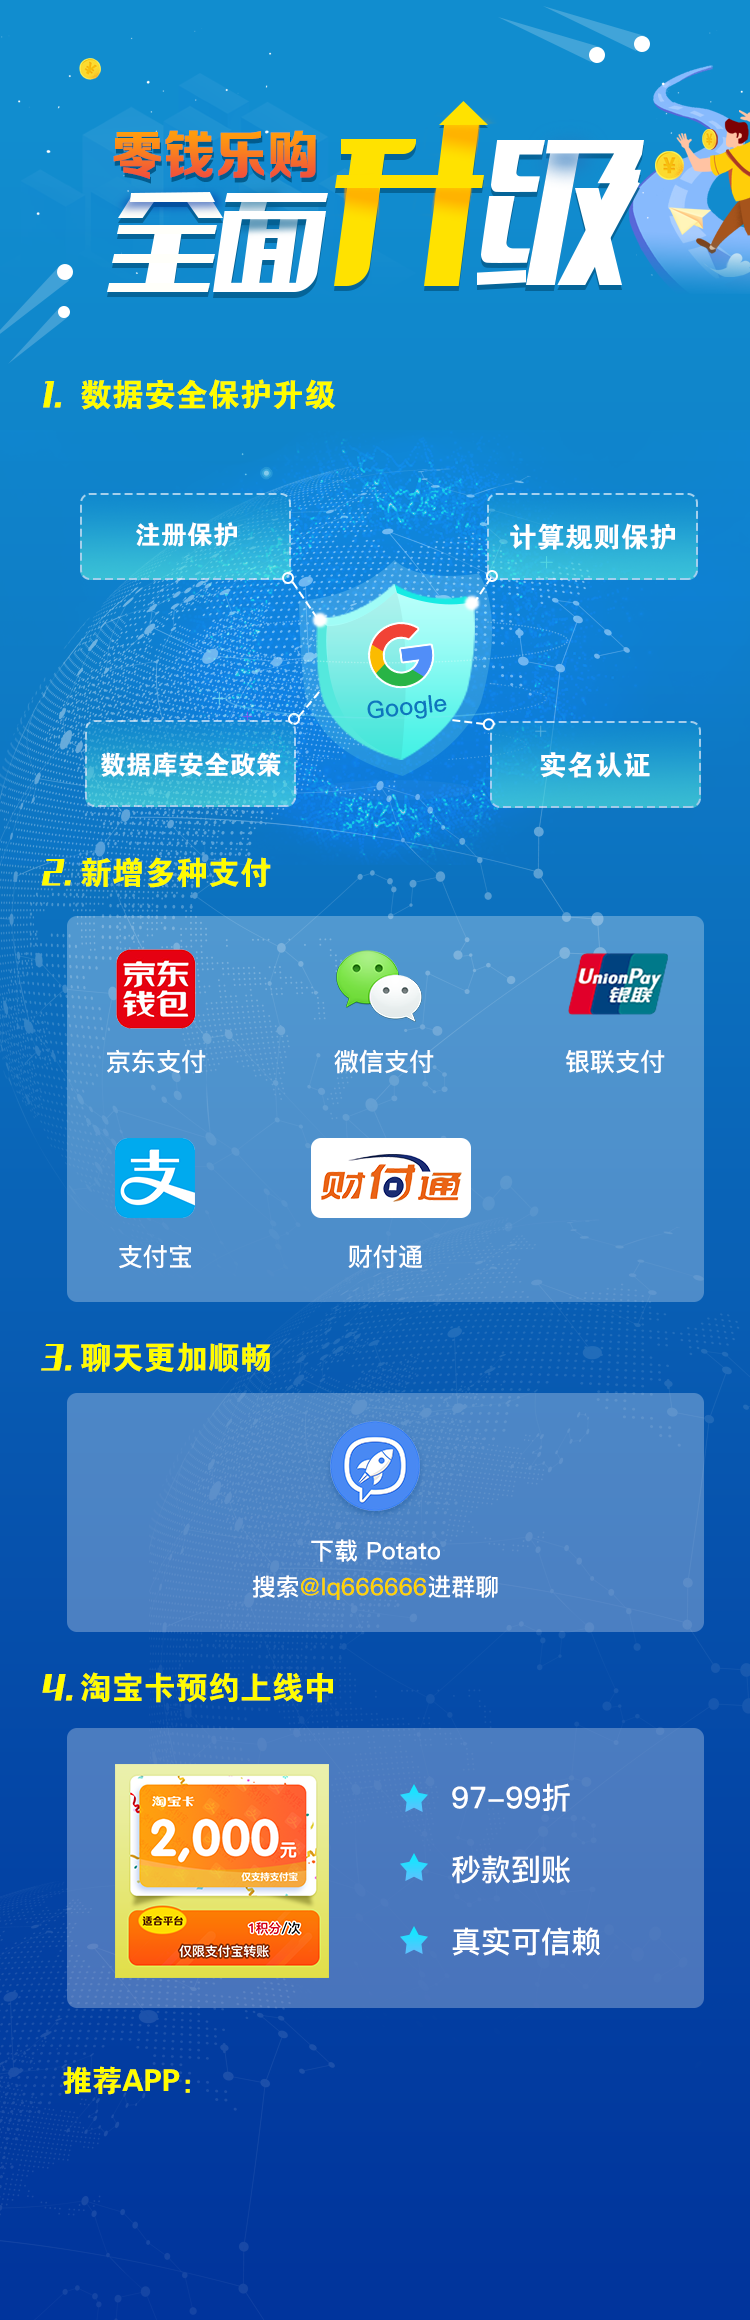 零钱乐购
全面升级
1. 数据安全保护升级
注册保护
计算规则保护
Google
数据库安全政策
实名认证
2. 新增多种支付
京东
钱包
UnionPay
银联
京东支付
微信支付
银联支付
支
财付通
支付宝
财付通
3. 聊天更加顺畅
下载 Potato
搜索@lq666666进群聊
4. 淘宝卡预约上线中
淘宝卡
2,000元
仅支持支付宝
适合平台
1积分/次
仅限支付宝转账
97-99折
秒款到账
真实可信赖
推荐APP：